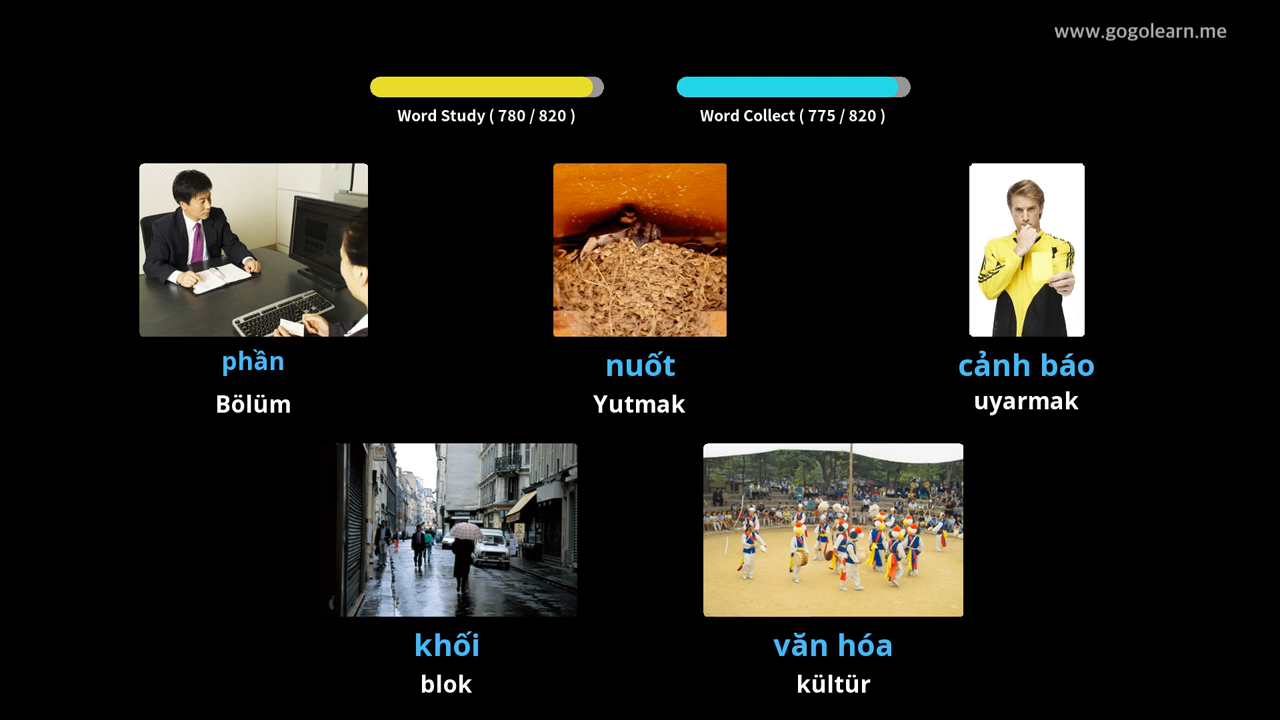 www.gogolearn.me
Word Study ( 780 / 820 )
Word Collect ( 775 / 820 )
phần
Bölüm
nuốt
Yutmak
cảnh báo
uyarmak
khối
blok
văn hóa
kültür